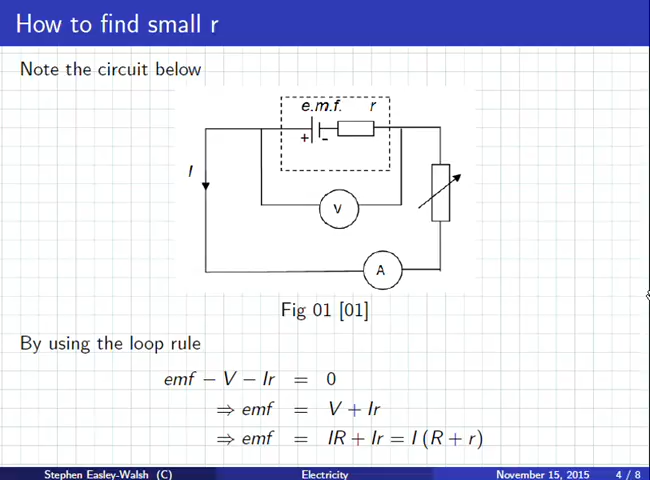 How to find small r
Note the circuit below
e.m.f. r
+ -
I
V
A
Fig 01 [01]
By using the loop rule
emf − V − Ir = 0
⇒ emf = V + Ir
⇒ emf = IR + Ir = I (R + r)
Stephen Easley-Walsh (C) Electricity November 15, 2015 4 / 8